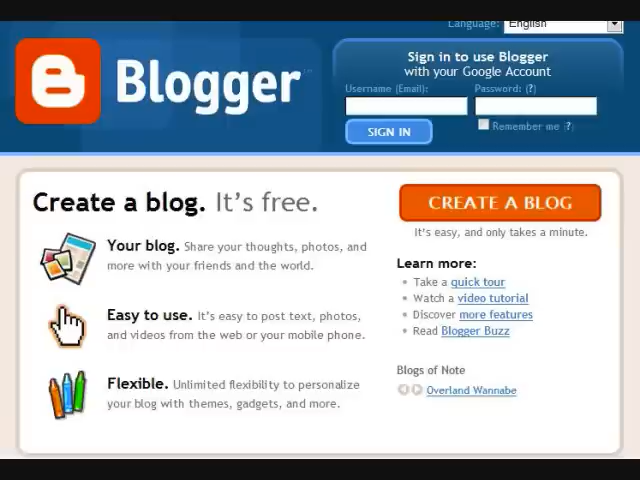 Language: English
Blogger
Sign in to use Blogger
with your Google Account
Username (Email): Password: (?)
SIGN IN
Remember me (?)
Create a blog. It's free.
Your blog. Share your thoughts, photos, and
more with your friends and the world.
Easy to use. It's easy to post text, photos,
and videos from the web or your mobile phone.
Flexible. Unlimited flexibility to personalize
your blog with themes, gadgets, and more.
CREATE A BLOG
It's easy, and only takes a minute.
Learn more:
• Take a quick tour
• Watch a video tutorial
• Discover more features
• Read Blogger Buzz
Blogs of Note
Overland Wannabe